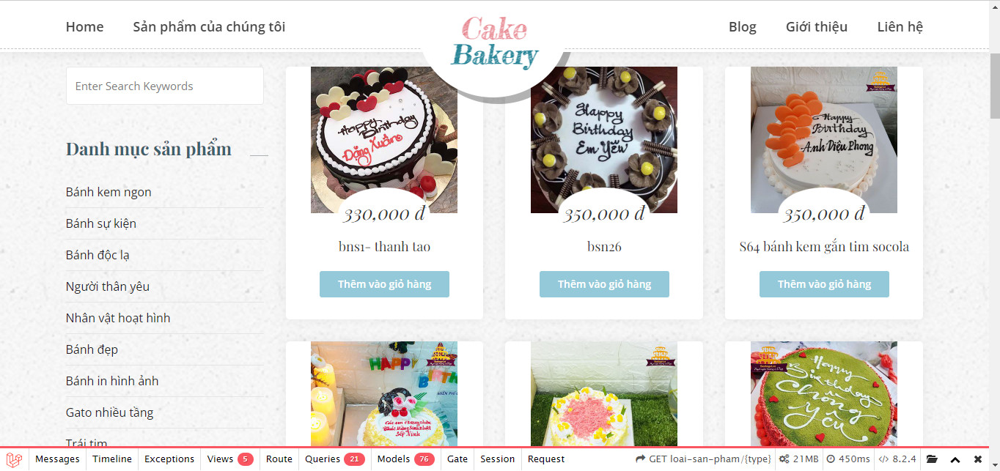 Home
Sản phẩm của chúng tôi
Cake
Bakery
Blog
Giới thiệu
Liên hệ
Enter Search Keywords
Danh mục sản phẩm
Bánh kem ngon
Bánh sự kiện
Bánh độc lạ
Người thân yêu
Nhân vật hoạt hình
Bánh đẹp
Bánh in hình ảnh
Gato nhiều tầng
Trái tim
Happy
Birthday
Đặng Xuân
330,000 đ
bns1- thanh tao
Thêm vào giỏ hàng
Happy
Birthday
Em Yếu
350,000 đ
bsn26
Thêm vào giỏ hàng
Happy
Birthday
Anh Diệu Phong
350,000 đ
S64 bánh kem gắn tim socola
Thêm vào giỏ hàng
HAPPY
BIRTH
Sếp Ninh
Happy
Birthday
Chồng
yêu
Messages
Timeline
Exceptions
Views 5
Route
Queries 21
Models 76
Gate
Session
Request
GET loai-san-pham/{type}
21MB
450ms
8.2.4